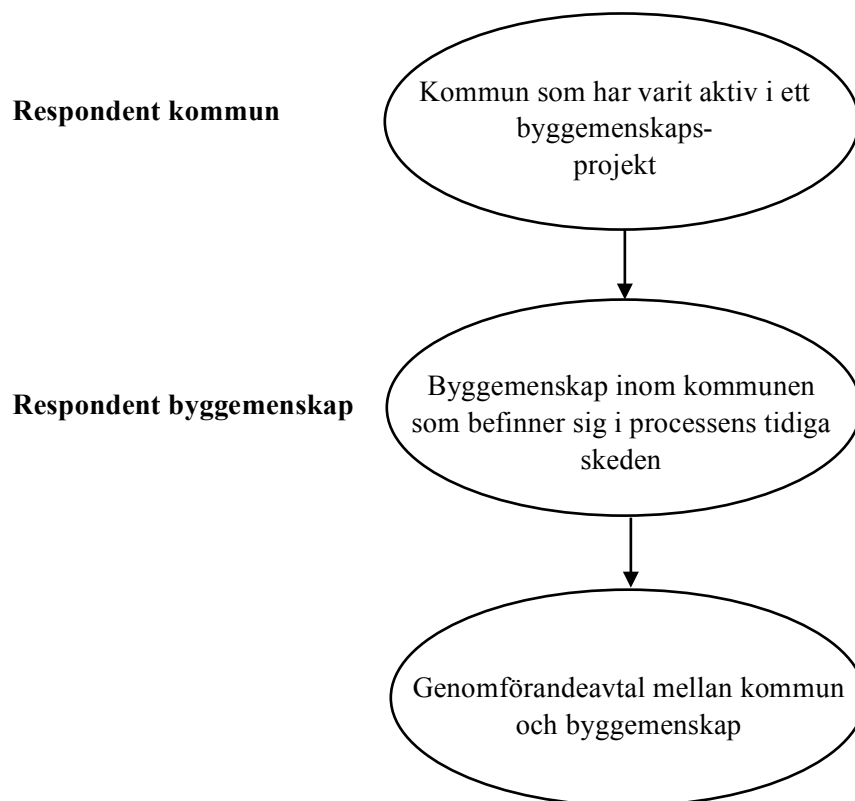 Respondent kommun
Kommun som har varit aktiv i ett
byggemenskaps-
projekt
Respondent byggemenskap
Byggemenskap inom kommunen
som befinner sig i processens tidiga
skeden
Genomförandeavtal mellan kommun
och byggemenskap